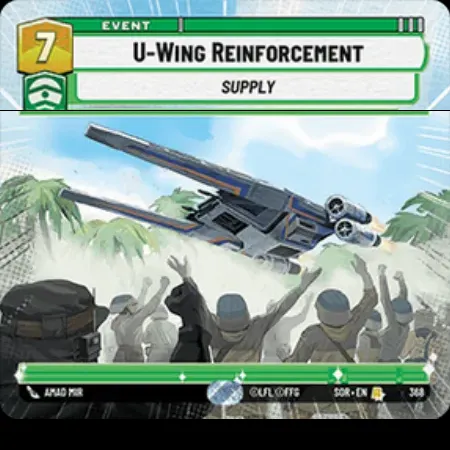 EVENT
7
U-WING REINFORCEMENT
SUPPLY
AMAD MIR
©LFL ©FFG
SOR • EN
368